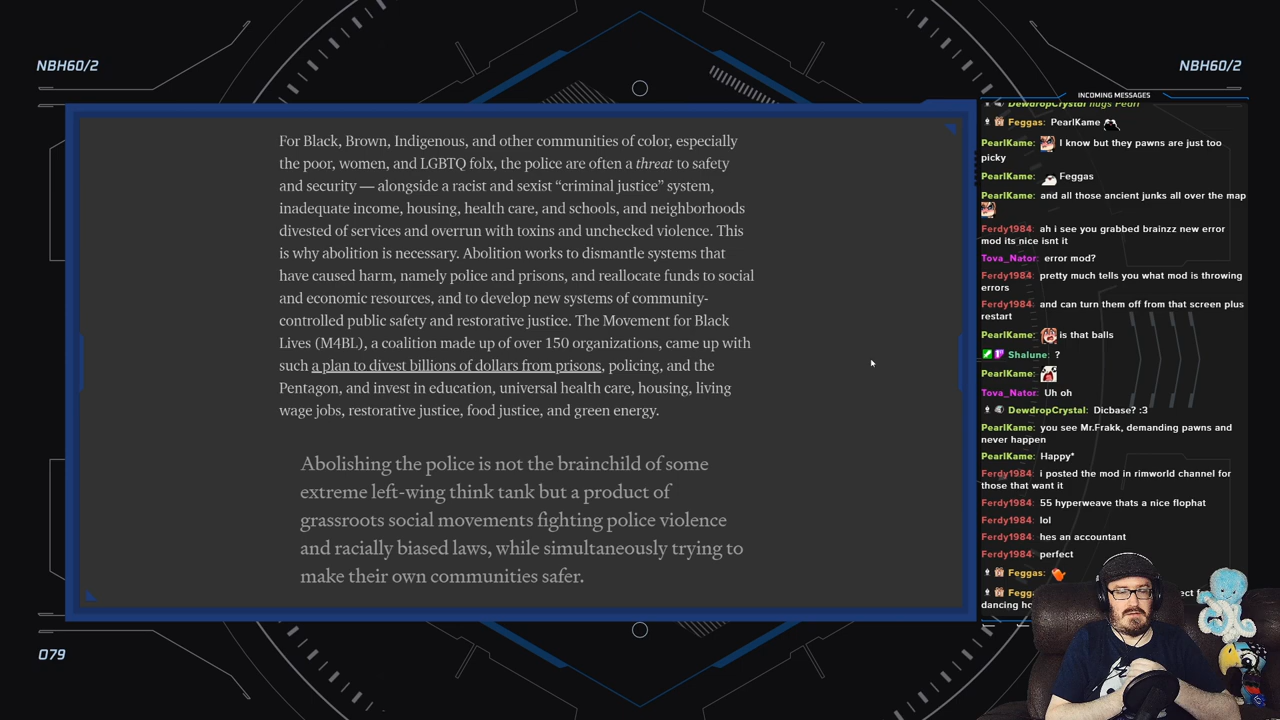 NBH60/2
NBH60/2
For Black, Brown, Indigenous, and other communities of color, especially
the poor, women, and LGBTQ folx, the police are often a threat to safety
and security — alongside a racist and sexist “criminal justice” system,
inadequate income, housing, health care, and schools, and neighborhoods
divested of services and overrun with toxins and unchecked violence. This
is why abolition is necessary. Abolition works to dismantle systems that
have caused harm, namely police and prisons, and reallocate funds to social
and economic resources, and to develop new systems of community-
controlled public safety and restorative justice. The Movement for Black
Lives (M4BL), a coalition made up of over 150 organizations, came up with
such a plan to divest billions of dollars from prisons, policing, and the
Pentagon, and invest in education, universal health care, housing, living
wage jobs, restorative justice, food justice, and green energy.
Abolishing the police is not the brainchild of some
extreme left-wing think tank but a product of
grassroots social movements fighting police violence
and racially biased laws, while simultaneously trying to
make their own communities safer.
O79
INCOMING MESSAGES
DewdropCrystal hugs Pearl
Feggas: PearlKame
PearlKame: I know but they pawns are just too
picky
PearlKame: Feggas
PearlKame: and all those ancient junks all over the map
Ferdy1984: ah i see you grabbed brainzz new error
mod its nice isnt it
Tova_Nator: error mod?
Ferdy1984: pretty much tells you what mod is throwing
errors
Ferdy1984: and can turn them off from that screen plus
restart
PearlKame: is that balls
Shalune: ?
PearlKame:
Tova_Nator: Uh oh
DewdropCrystal: Dicbase? :3
PearlKame: you see Mr.Frakk, demanding pawns and
never happen
PearlKame: Happy*
Ferdy1984: i posted the mod in rimworld channel for
those that want it
Ferdy1984: 55 hyperweave thats a nice flophat
Ferdy1984: lol
Ferdy1984: hes an accountant
Ferdy1984: perfect
Feggas:
dancing